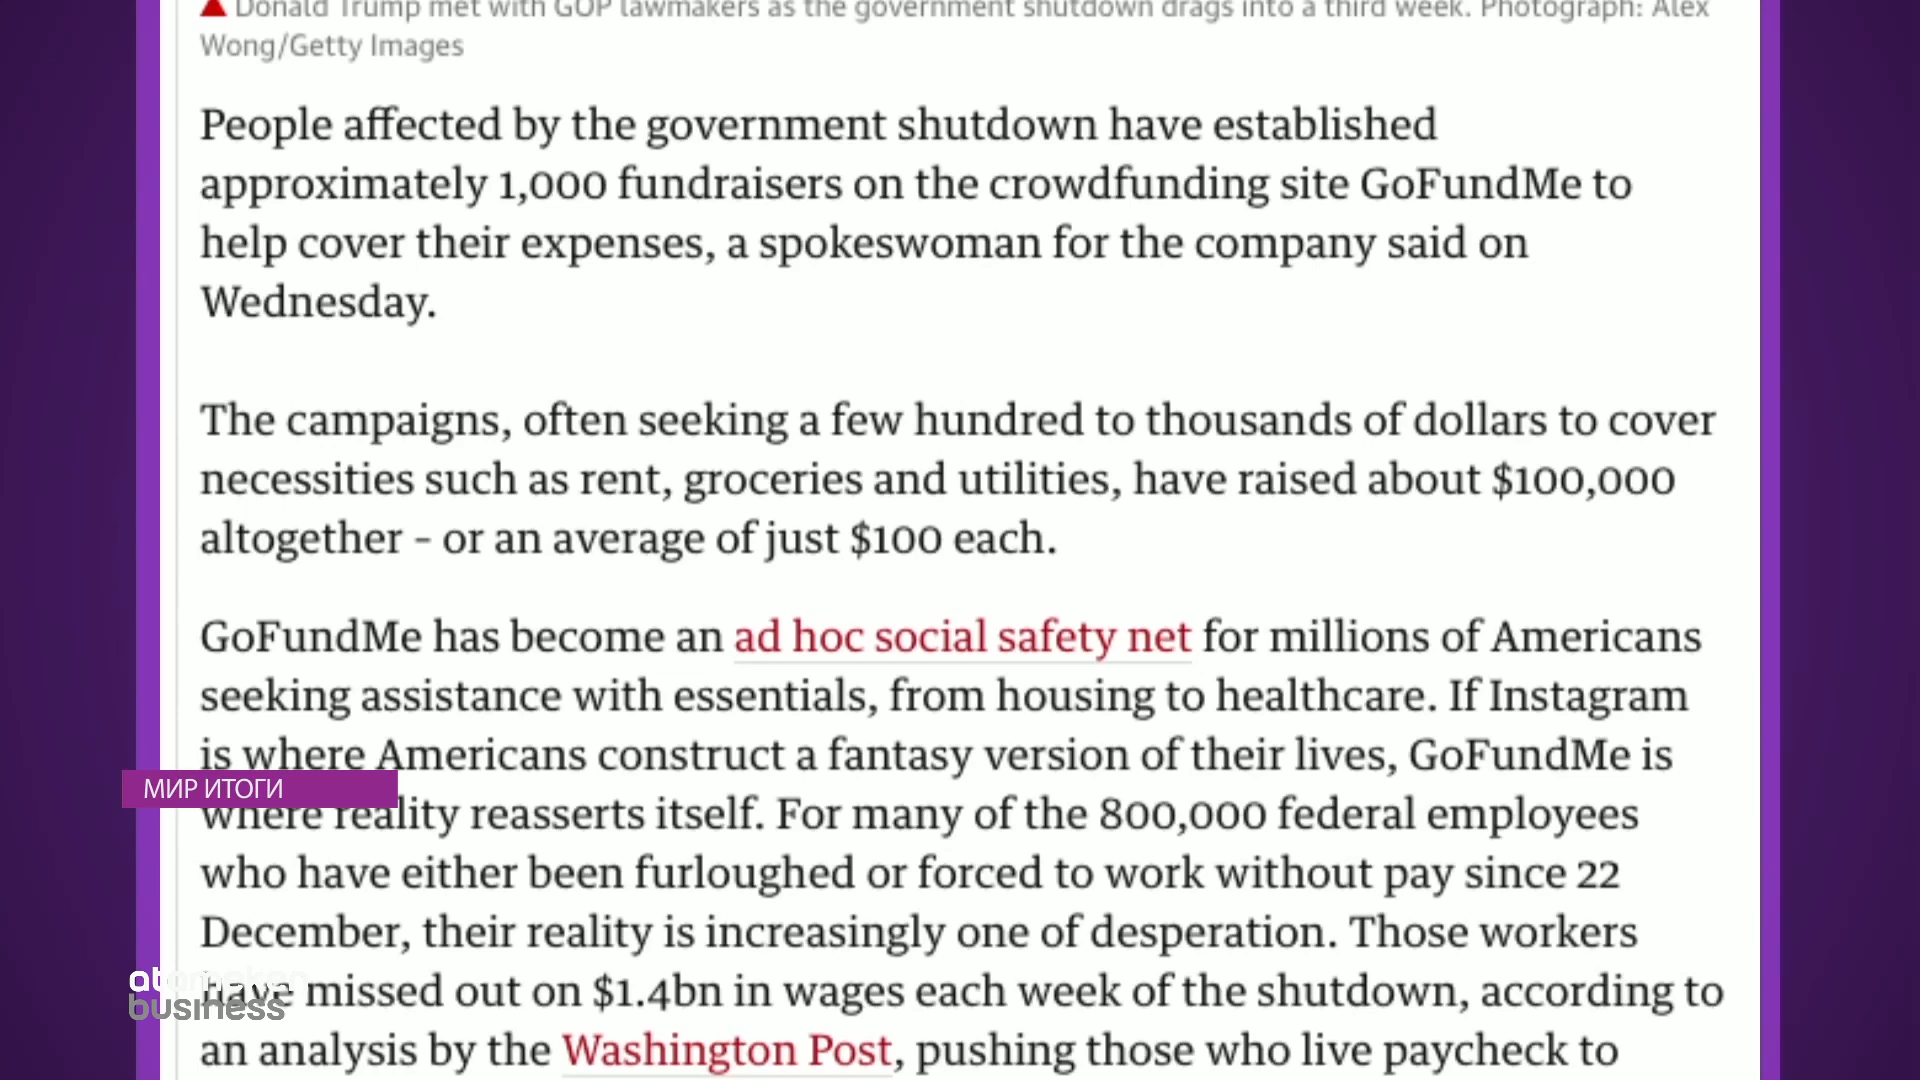 Donald Trump met with GOP lawmakers as the government shutdown drags into a third week. Photograph: Alex
Wong/Getty Images
People affected by the government shutdown have established
approximately 1,000 fundraisers on the crowdfunding site GoFundMe to
help cover their expenses, a spokeswoman for the company said on
Wednesday.
The campaigns, often seeking a few hundred to thousands of dollars to cover
necessities such as rent, groceries and utilities, have raised about $100,000
altogether – or an average of just $100 each.
GoFundMe has become an ad hoc social safety net for millions of Americans
seeking assistance with essentials, from housing to healthcare. If Instagram
is where Americans construct a fantasy version of their lives, GoFundMe is
МИР ИТОГИ
where reality reasserts itself. For many of the 800,000 federal employees
who have either been furloughed or forced to work without pay since 22
December, their reality is increasingly one of desperation. Those workers
atameken
business
have missed out on $1.4bn in wages each week of the shutdown, according to
an analysis by the Washington Post, pushing those who live paycheck to